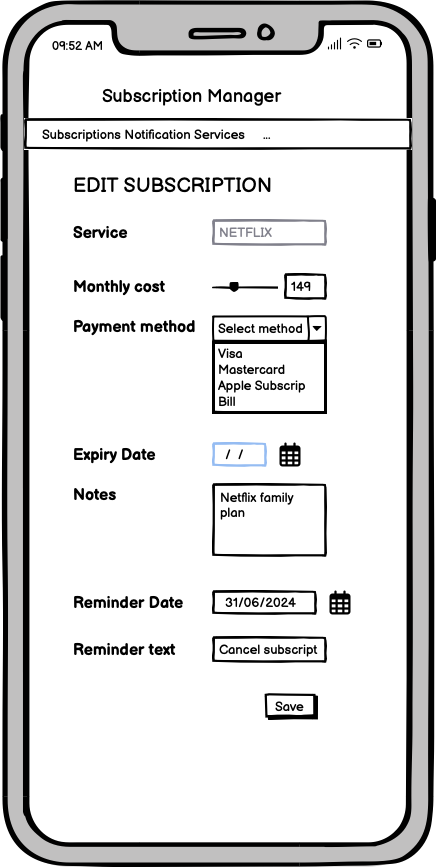 09:52 AM
Subscription Manager
Subscriptions Notification Services ...
EDIT SUBSCRIPTION
Service NETFLIX
Monthly cost 149
Payment method Select method
Visa
Mastercard
Apple Subscrip
Bill
Expiry Date / /
Notes Netflix family
plan
Reminder Date 31/06/2024
Reminder text Cancel subscript
Save